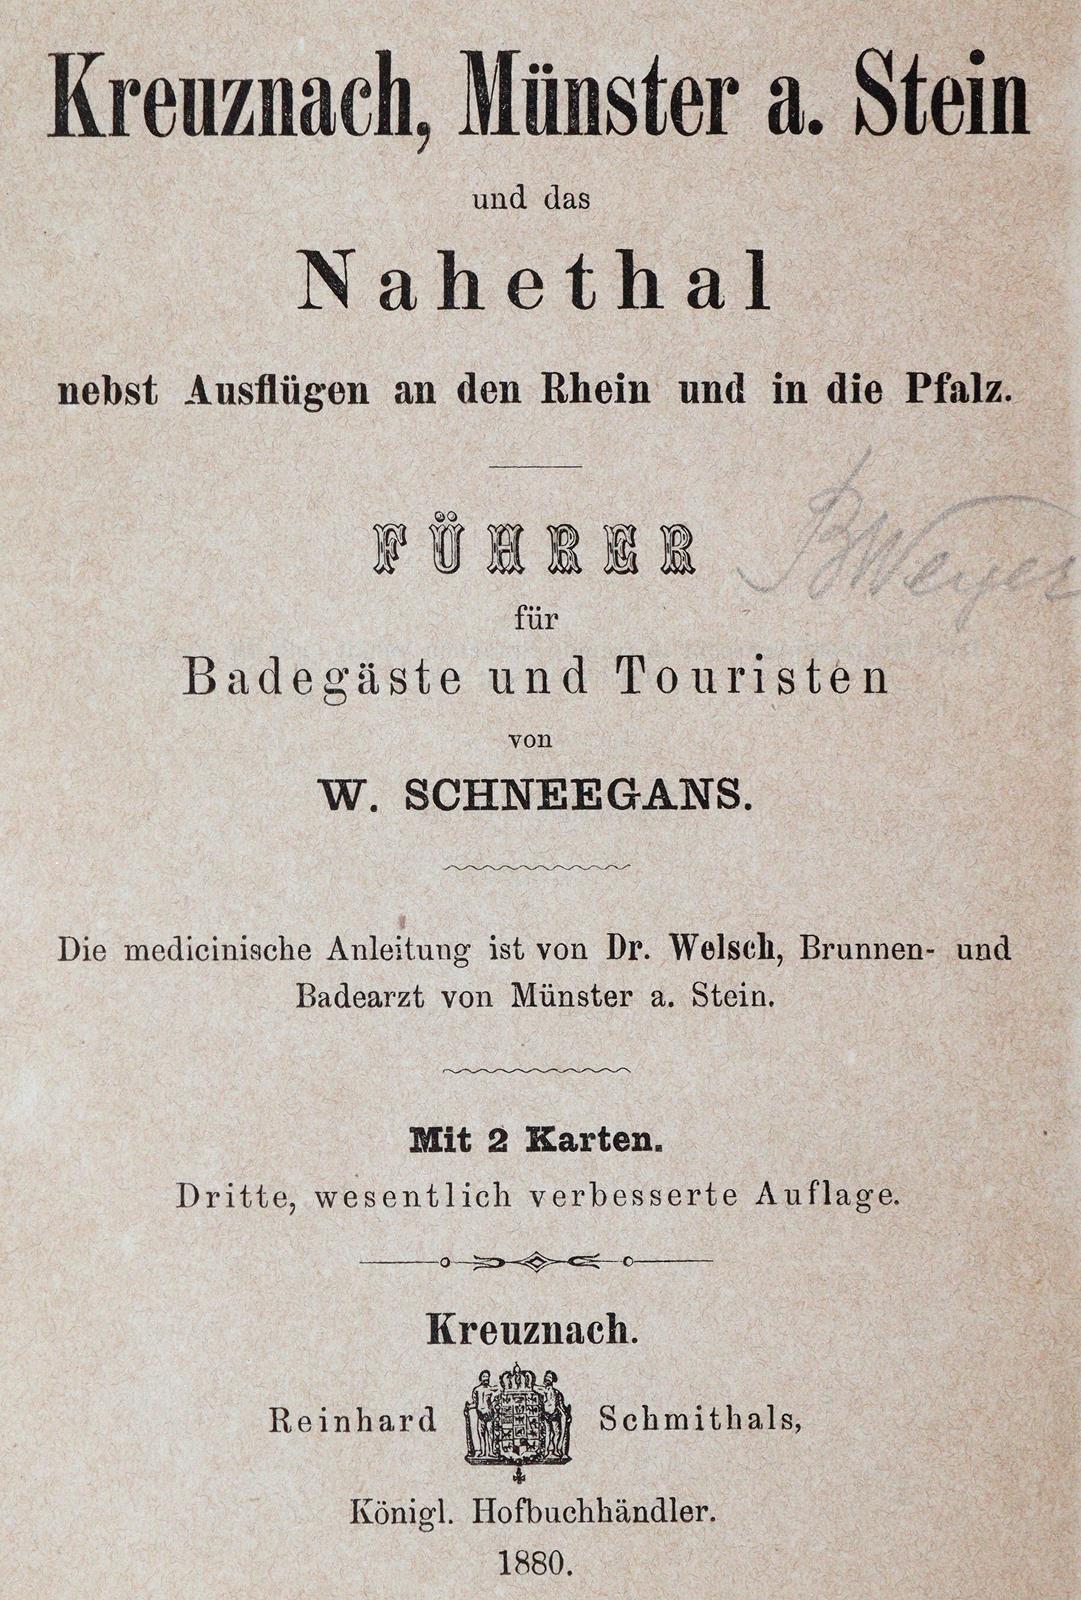 Kreuznach, Münster a. Stein
und das
Nahethal
nebst Ausflügen an den Rhein und in die Pfalz.
FÜHRER
für
Badegäste und Touristen
von
W. SCHNEEGANS.
Die medicinische Anleitung ist von Dr. Welsch, Brunnen- und
Badearzt von Münster a. Stein.
Mit 2 Karten.
Dritte, wesentlich verbesserte Auflage.
Kreuznach.
Reinhard Schmithals,
Königl. Hofbuchhändler.
1880.